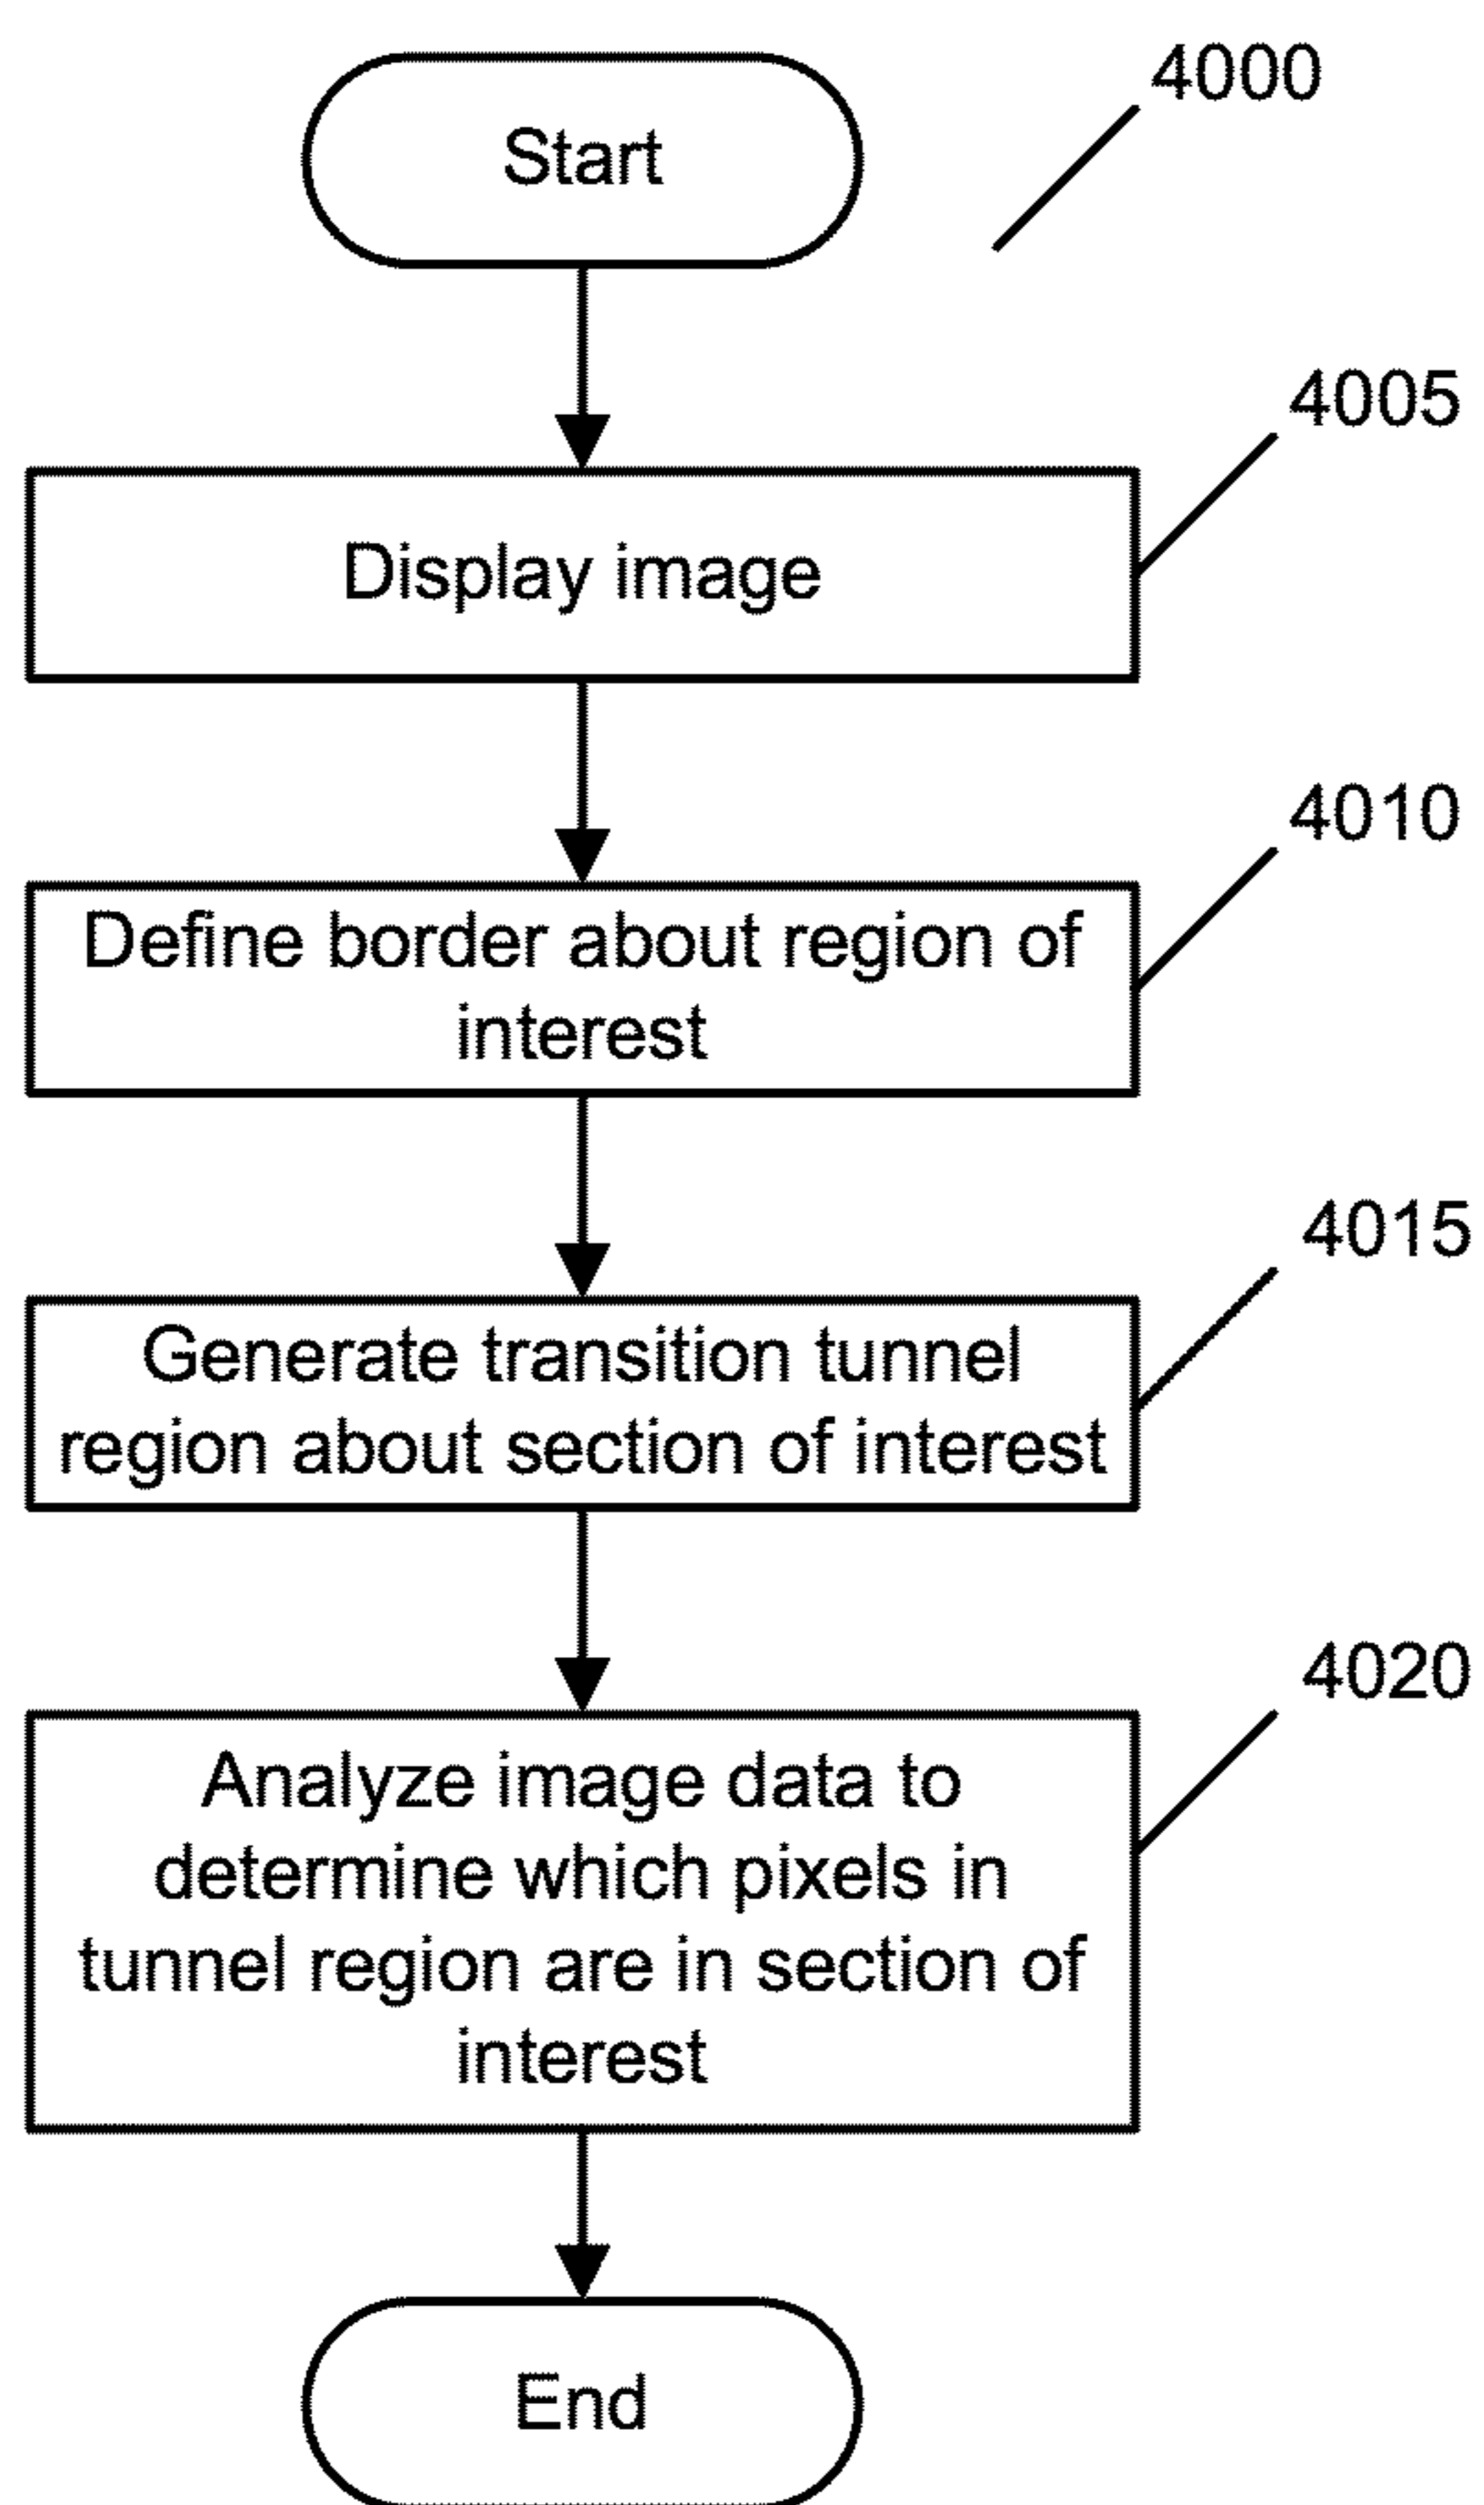 4000
Start
4005
Display image
4010
Define border about region of
interest
4015
Generate transition tunnel
region about section of interest
4020
Analyze image data to
determine which pixels in
tunnel region are in section of
interest
End